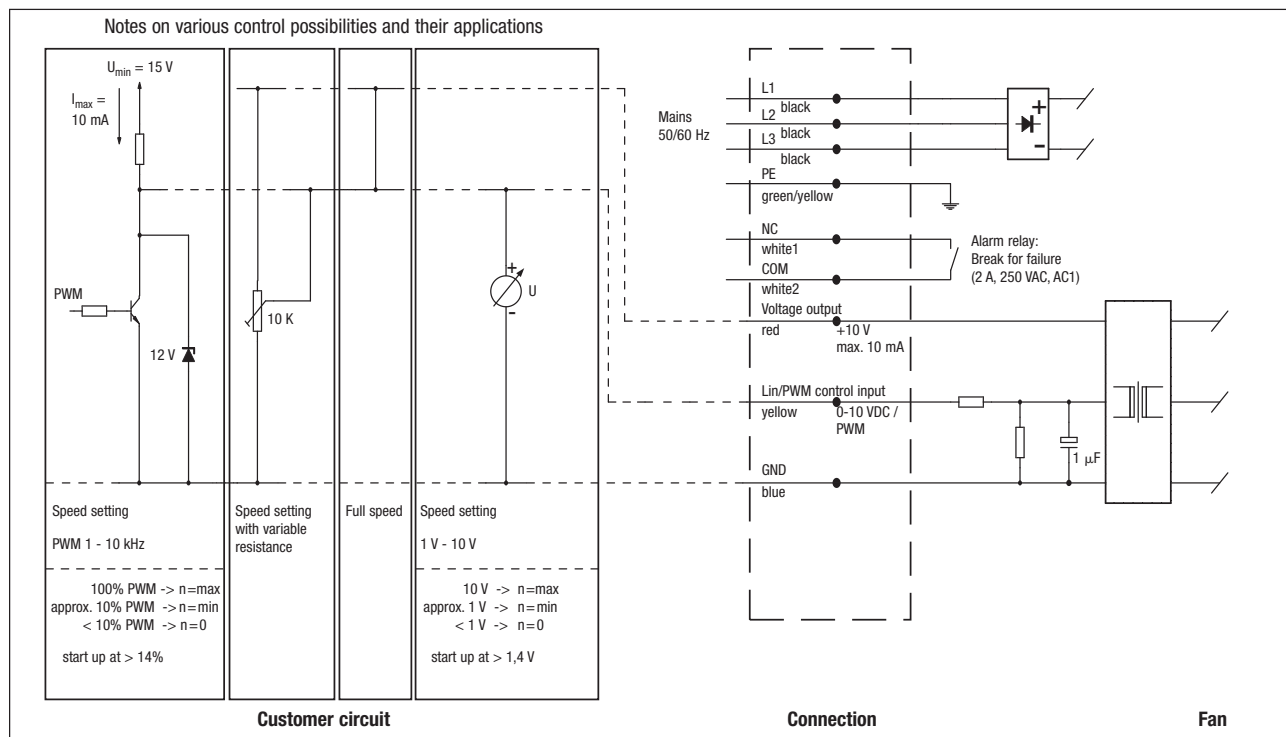 Notes on various control possibilities and their applications
Umin = 15 V
Imax =
10 mA
PWM
12 V
Speed setting
PWM 1 - 10 kHz
100% PWM -> n=max
approx. 10% PWM -> n=min
< 10% PWM -> n=0
start up at > 14%
10 K
Speed setting
with variable
resistance
Full speed
+
U
-
Speed setting
1 V - 10 V
10 V -> n=max
approx. 1 V -> n=min
< 1 V -> n=0
start up at > 1,4 V
Customer circuit
Mains
50/60 Hz
L1
black
L2
black
L3
black
PE
green/yellow
NC
white1
COM
white2
Voltage output
red
+10 V
max. 10 mA
Lin/PWM control input
yellow
0-10 VDC /
PWM
GND
blue
Connection
+
-
Alarm relay:
Break for failure
(2 A, 250 VAC, AC1)
1 µF
Fan